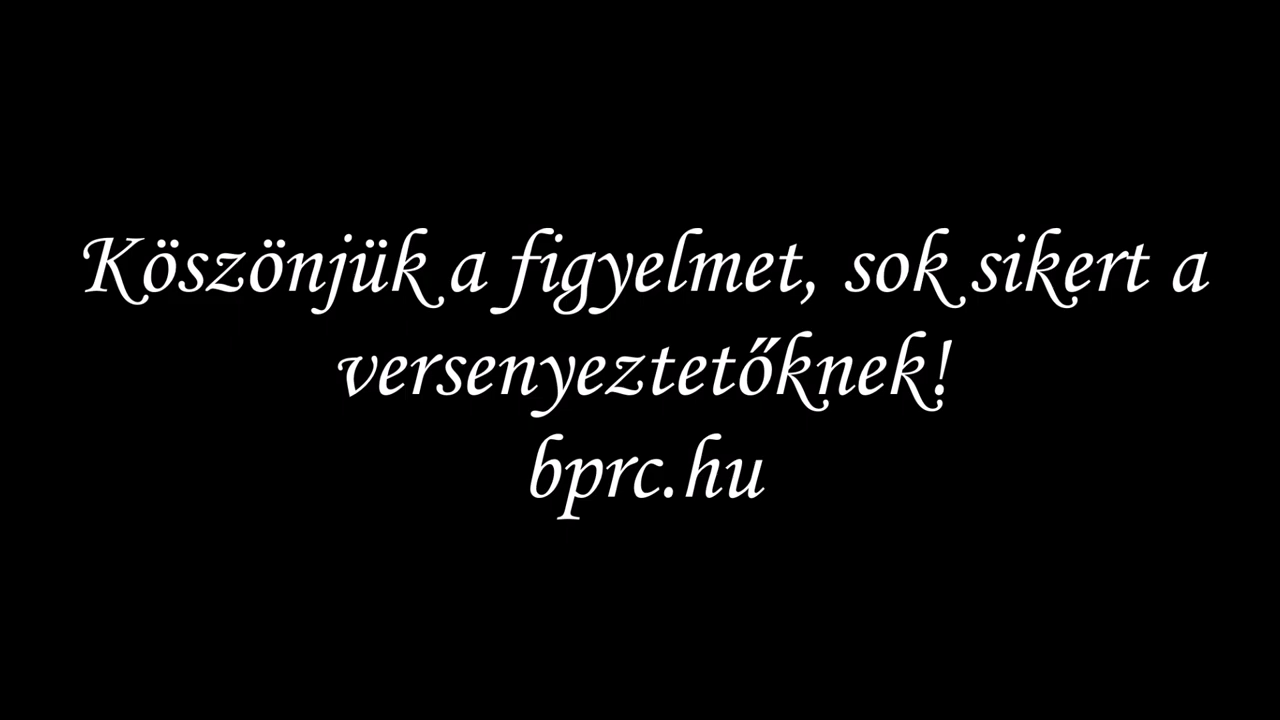 Köszönjük a figyelmet, sok sikert a
versenyeztetőknek!
bprc.hu